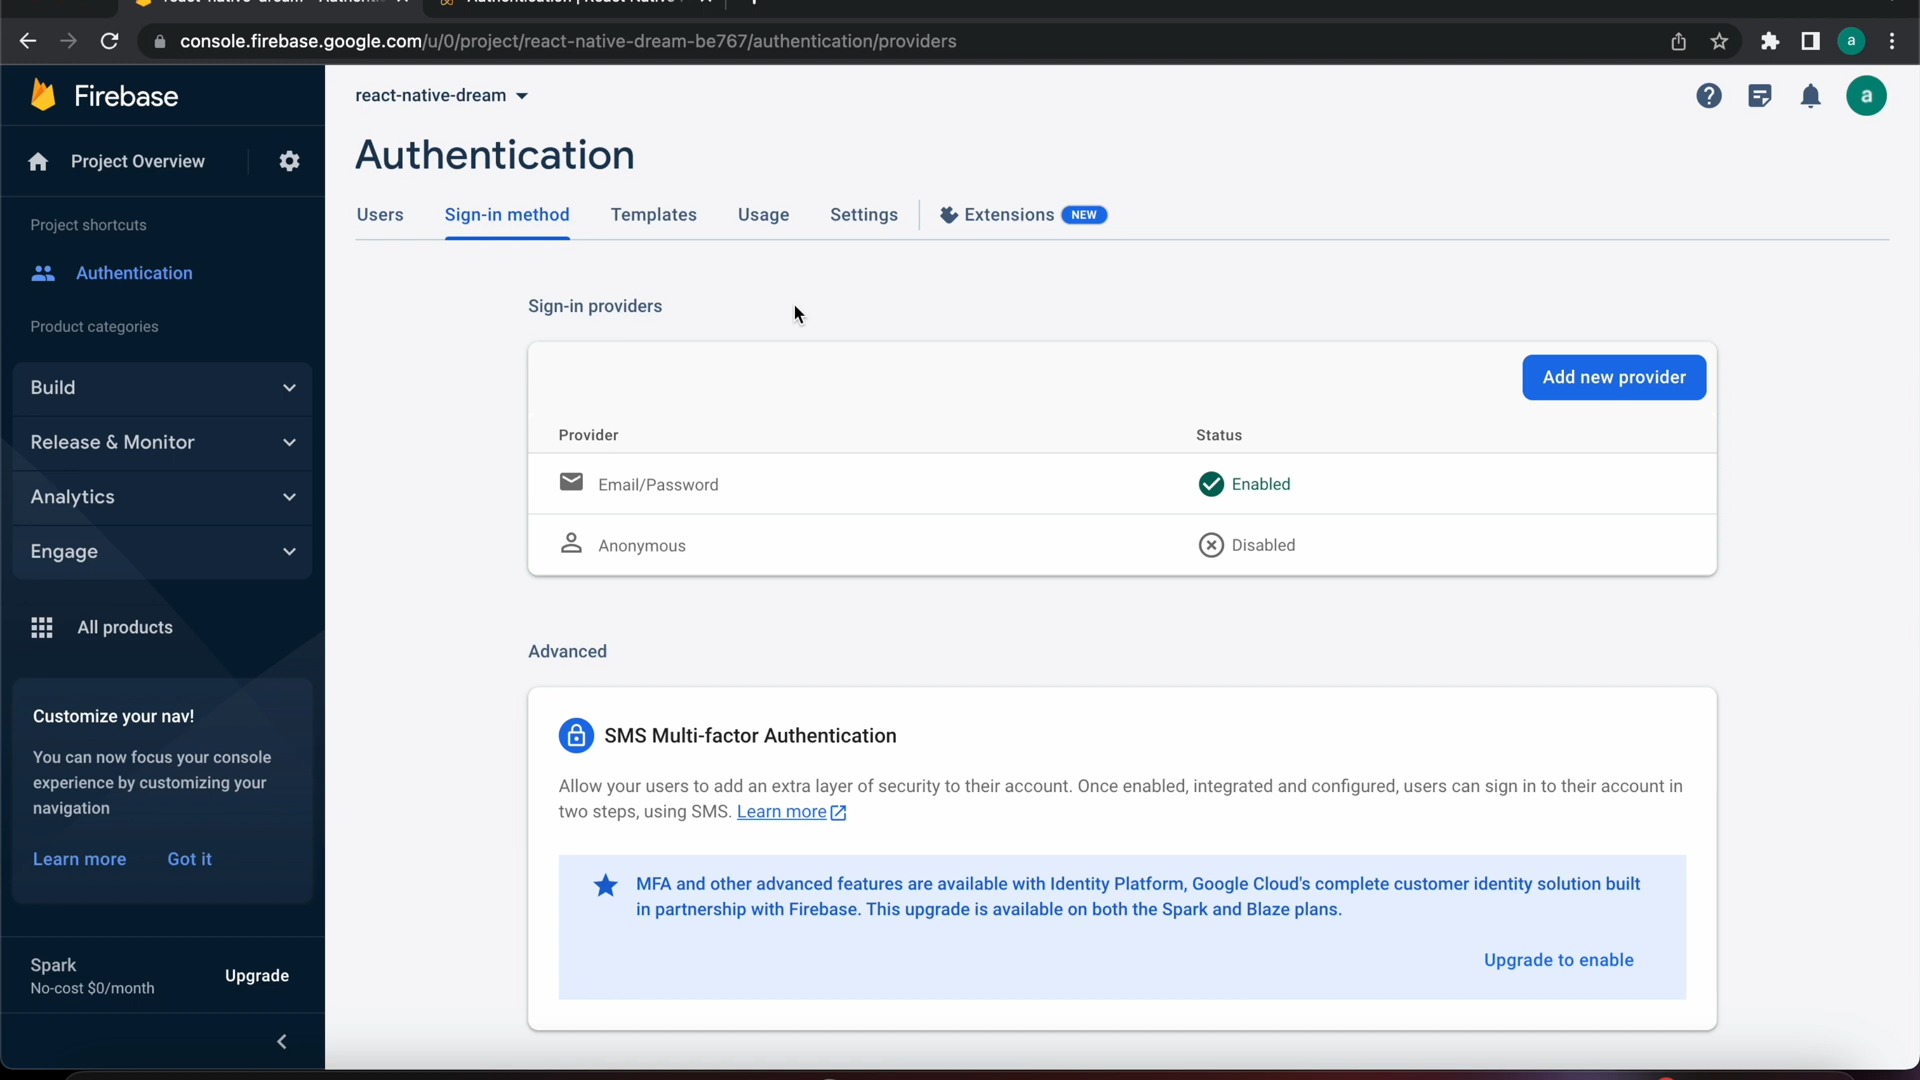 console.firebase.google.com/u/0/project/react-native-dream-be767/authentication/providers
a
Firebase
react-native-dream
a
Project Overview
Authentication
Users
Sign-in method
Templates
Usage
Settings
Extensions
NEW
Project shortcuts
Authentication
Product categories
Build
Release & Monitor
Analytics
Engage
All products
Customize your nav!
You can now focus your console
experience by customizing your
navigation
Learn more
Got it
Spark
No-cost $0/month
Upgrade
Sign-in providers
Add new provider
Provider
Status
Email/Password
Enabled
Anonymous
Disabled
Advanced
SMS Multi-factor Authentication
Allow your users to add an extra layer of security to their account. Once enabled, integrated and configured, users can sign in to their account in
two steps, using SMS. Learn more
MFA and other advanced features are available with Identity Platform, Google Cloud's complete customer identity solution built
in partnership with Firebase. This upgrade is available on both the Spark and Blaze plans.
Upgrade to enable